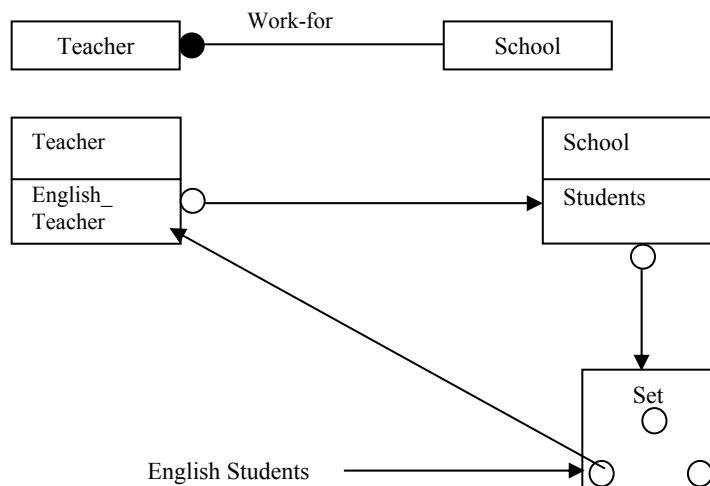 Work-for
Teacher
School
Teacher
School
English_
Teacher
Students
Set
English Students